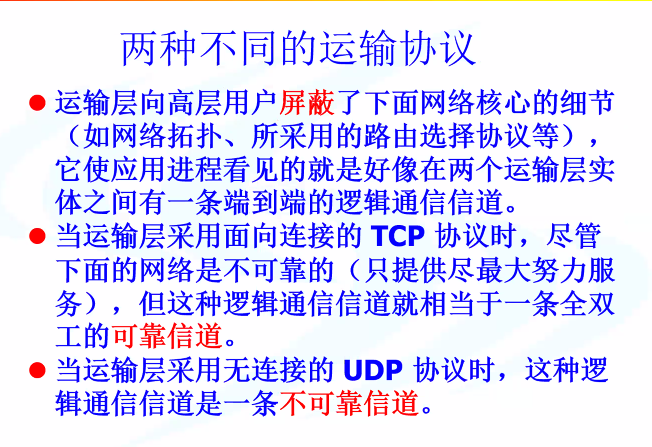 两种不同的运输协议
运输层向高层用户屏蔽了下面网络核心的细节
（如网络拓扑、所采用的路由选择协议等），
它使应用进程看见的就是好像在两个运输层实
体之间有一条端到端的逻辑通信信道。
当运输层采用面向连接的 TCP 协议时，尽管
下面的网络是不可靠的（只提供尽最大努力服
务），但这种逻辑通信信道就相当于一条全双
工的可靠信道。
当运输层采用无连接的 UDP 协议时，这种逻
辑通信信道是一条不可靠信道。